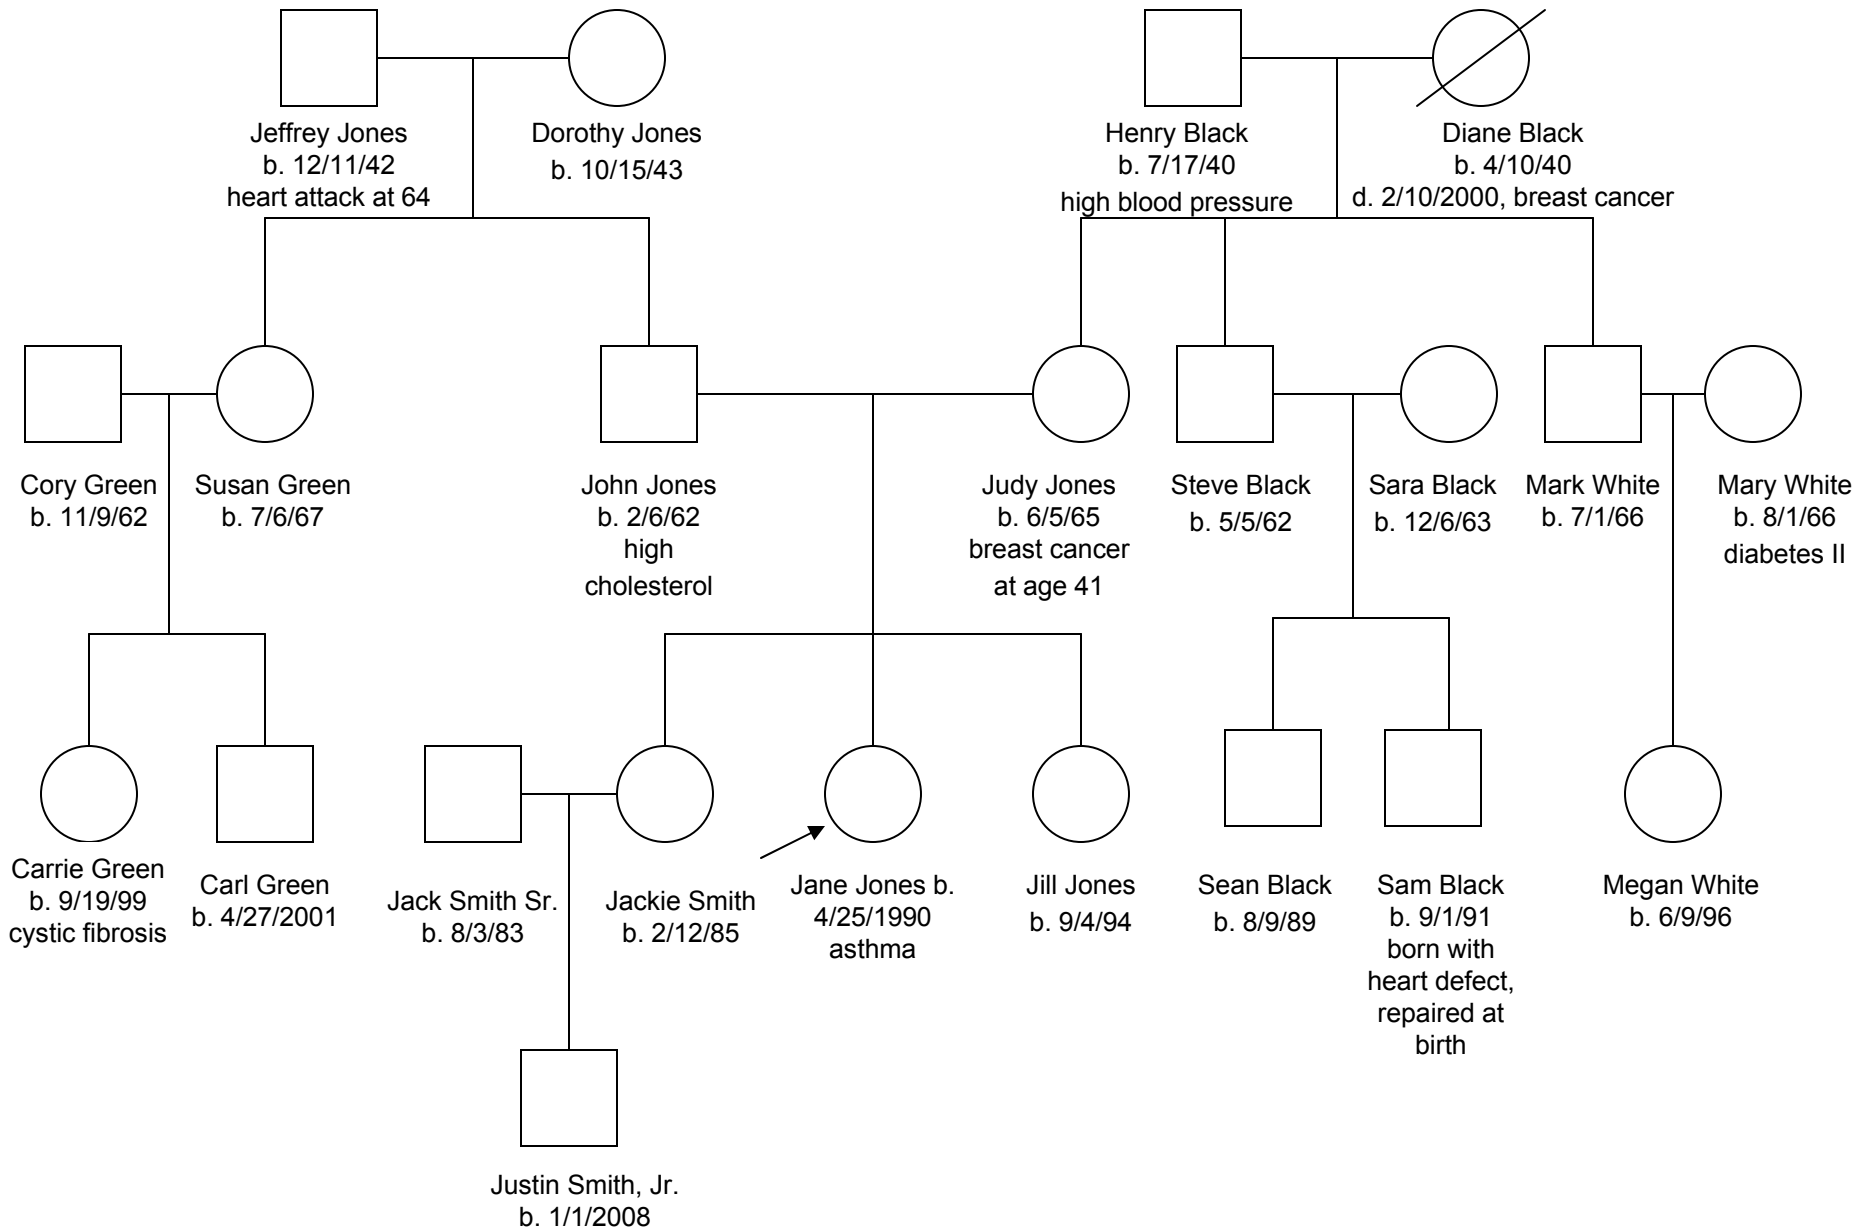 Jeffrey Jones
b. 12/11/42
heart attack at 64
Dorothy Jones
b. 10/15/43
Henry Black
b. 7/17/40
high blood pressure
Diane Black
b. 4/10/40
d. 2/10/2000, breast cancer
Cory Green
b. 11/9/62
Susan Green
b. 7/6/67
John Jones
b. 2/6/62
high
cholesterol
Judy Jones
b. 6/5/65
breast cancer
at age 41
Steve Black
b. 5/5/62
Sara Black
b. 12/6/63
Mark White
b. 7/1/66
Mary White
b. 8/1/66
diabetes II
Carrie Green
b. 9/19/99
cystic fibrosis
Carl Green
b. 4/27/2001
Jack Smith Sr.
b. 8/3/83
Jackie Smith
b. 2/12/85
Jane Jones b.
4/25/1990
asthma
Jill Jones
b. 9/4/94
Sean Black
b. 8/9/89
Sam Black
b. 9/1/91
born with
heart defect,
repaired at
birth
Megan White
b. 6/9/96
Justin Smith, Jr.
b. 1/1/2008